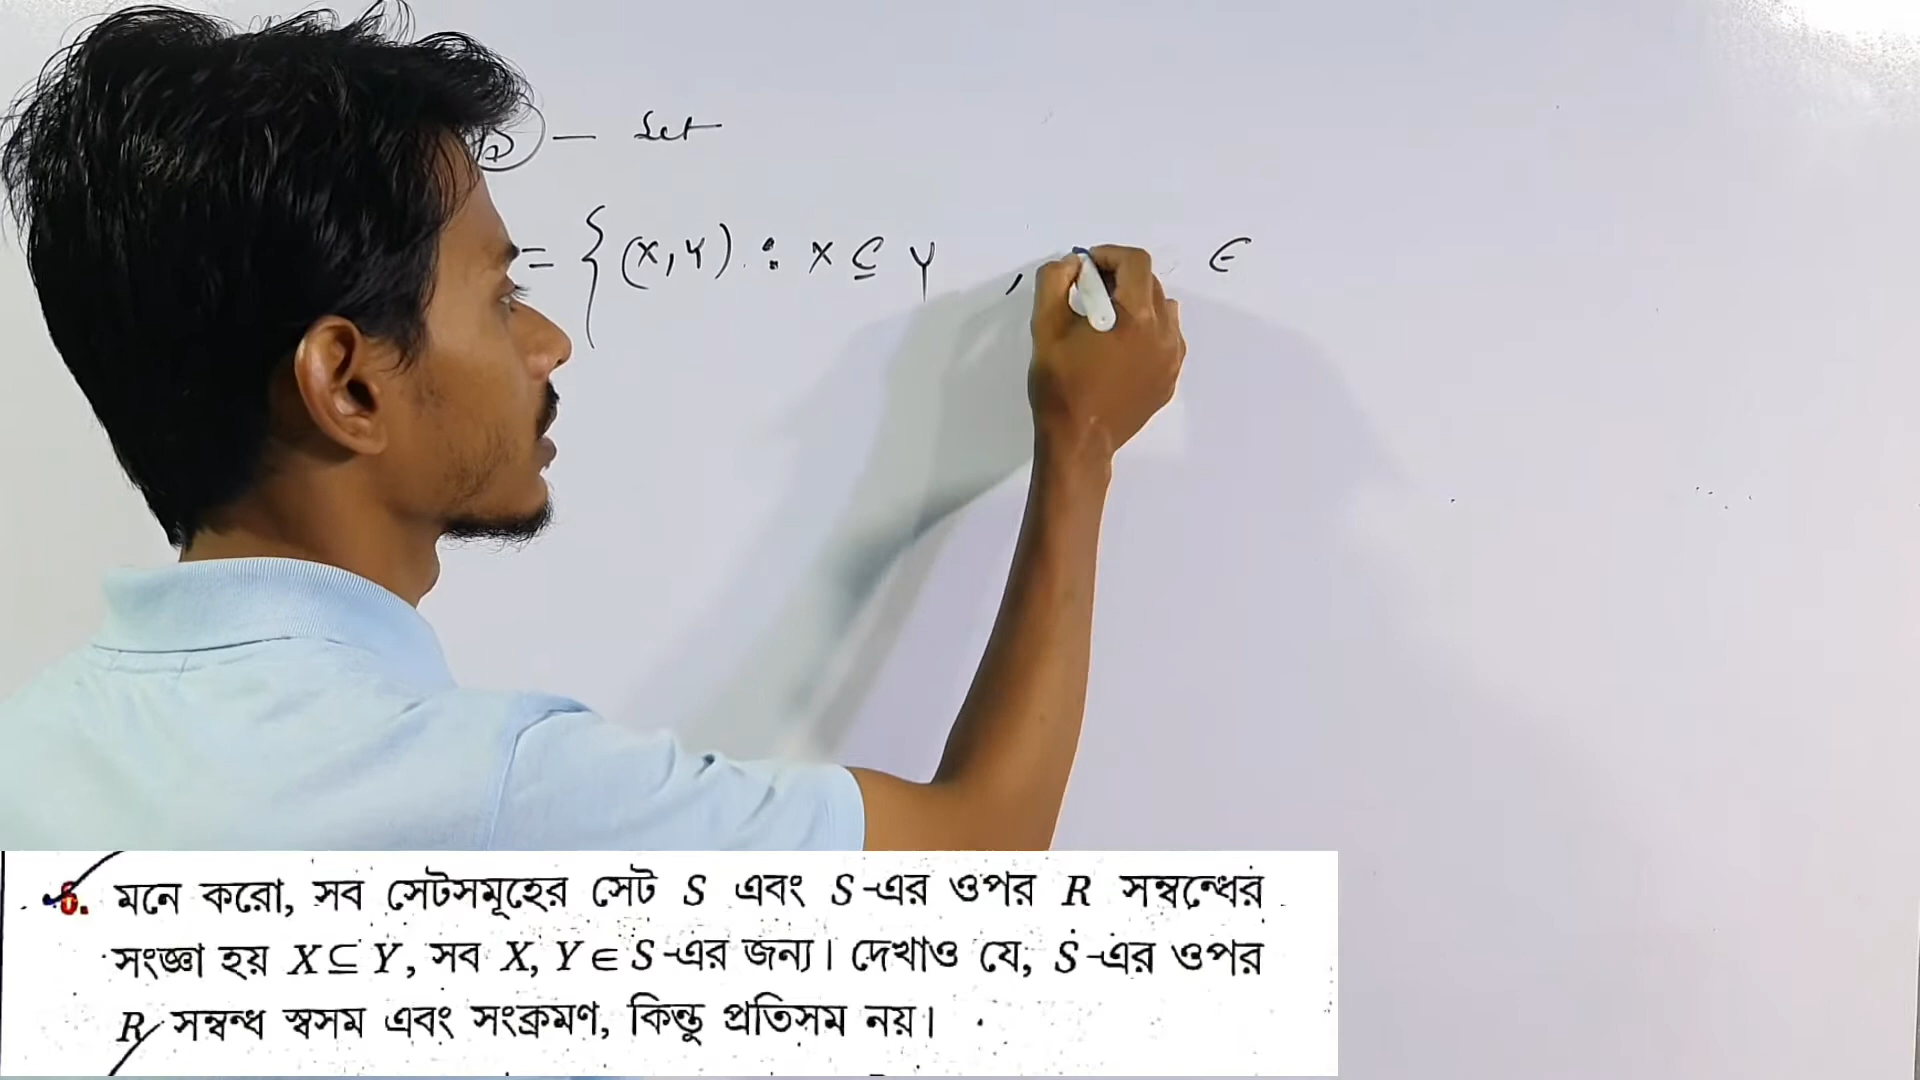 S — Set
= { (X, Y) : X ⊆ Y , ∈
6. মনে করো, সব সেটসমূহের সেট S এবং S-এর ওপর R সম্বন্ধের
সংজ্ঞা হয় X ⊆ Y, সব X, Y ∈ S-এর জন্য। দেখাও যে, S-এর ওপর
R সম্বন্ধ স্বসম এবং সংক্রমণ, কিন্তু প্রতিসম নয়।